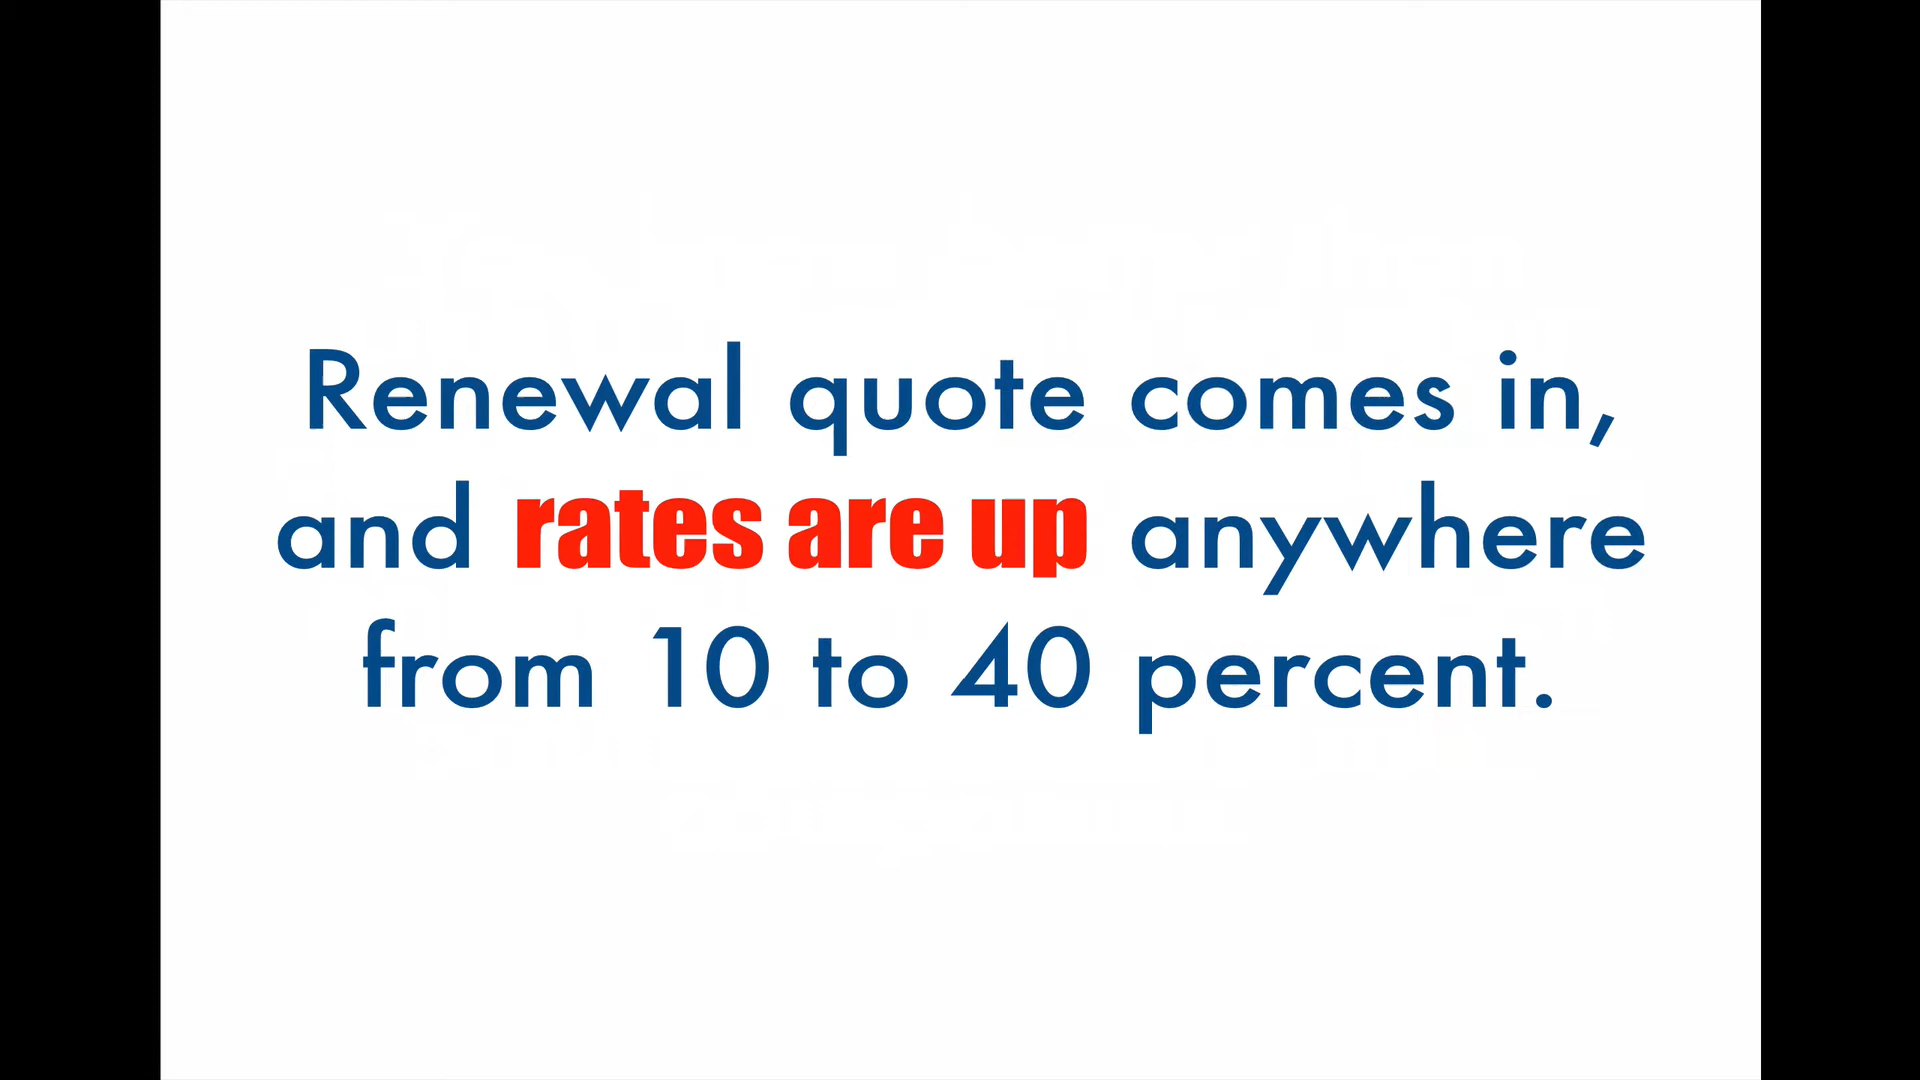 Renewal quote comes in,
and rates are up anywhere
from 10 to 40 percent.